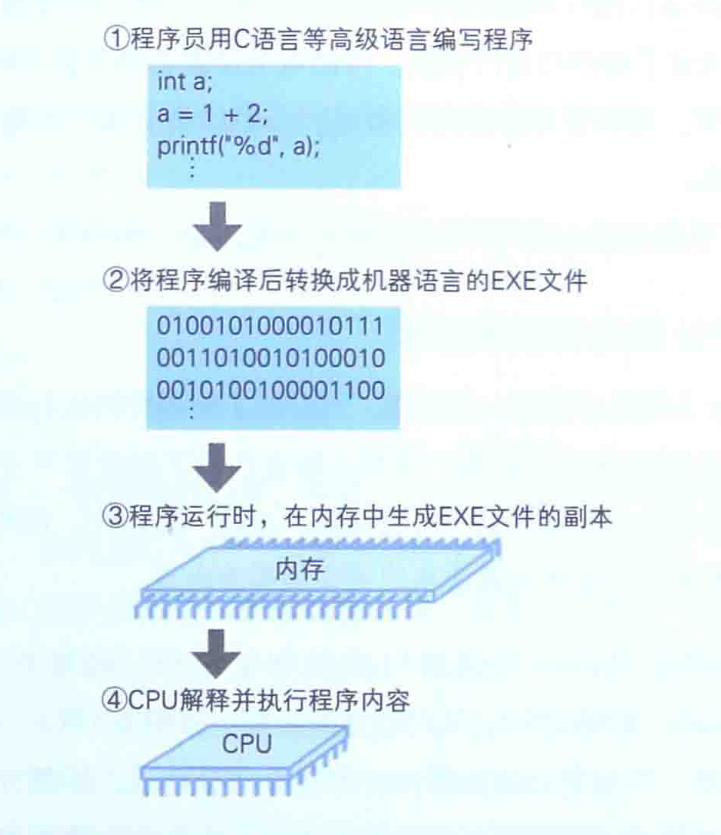 ①程序员用C语言等高级语言编写程序
int a;
a = 1 + 2;
printf("%d", a);
⋮
②将程序编译后转换成机器语言的EXE文件
0100101000010111
0011010010100010
0010100100001100
⋮
③程序运行时，在内存中生成EXE文件的副本
内存
④CPU解释并执行程序内容
CPU